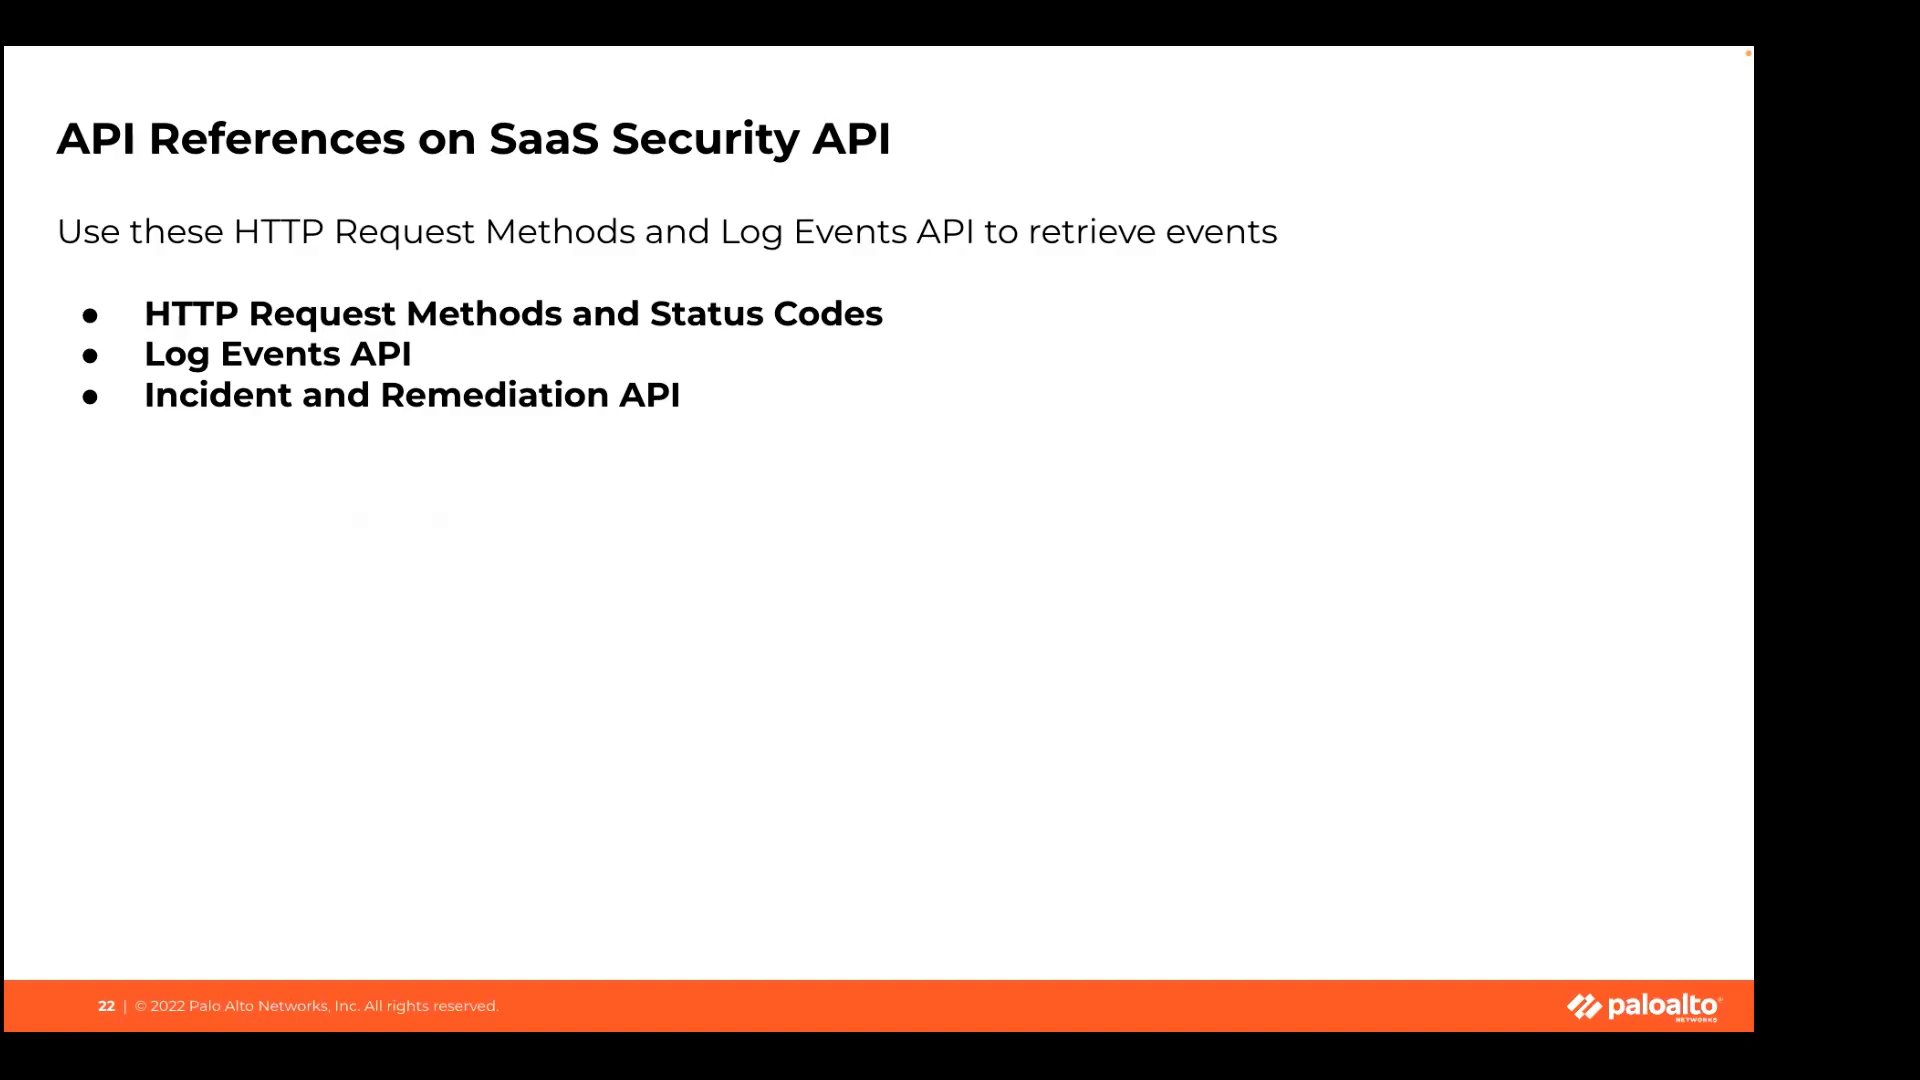 API References on SaaS Security API
Use these HTTP Request Methods and Log Events API to retrieve events
● HTTP Request Methods and Status Codes
● Log Events API
● Incident and Remediation API
22 | © 2022 Palo Alto Networks, Inc. All rights reserved.
paloalto
NETWORKS